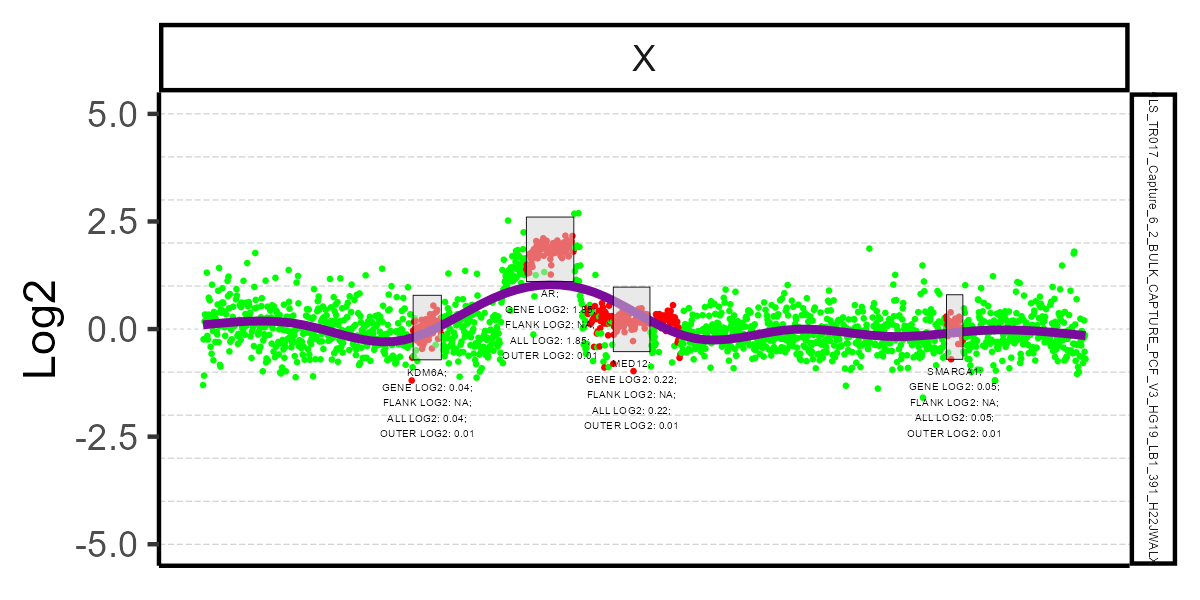 X
Log2
5.0
2.5
0.0
-2.5
-5.0
AR;
GENE LOG2: 1.85;
FLANK LOG2: NA;
ALL LOG2: 1.85;
OUTER LOG2: 0.01
KDM6A;
GENE LOG2: 0.04;
FLANK LOG2: NA;
ALL LOG2: 0.04;
OUTER LOG2: 0.01
MED12;
GENE LOG2: 0.22;
FLANK LOG2: NA;
ALL LOG2: 0.22;
OUTER LOG2: 0.01
SMARCA1;
GENE LOG2: 0.05;
FLANK LOG2: NA;
ALL LOG2: 0.05;
OUTER LOG2: 0.01
LS_TR017_Capture_6_2_BULK_CAPTURE_PCF_V3_HG19_LB1_391_H22JWALX